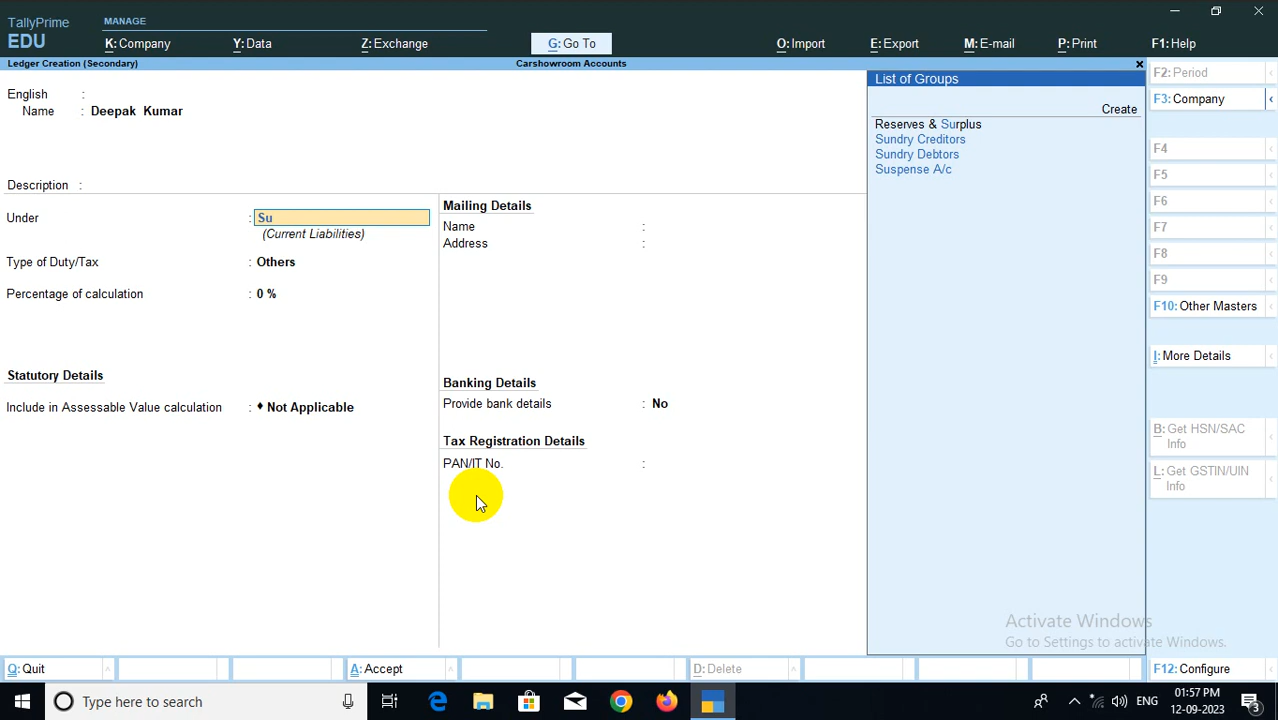 TallyPrime
EDU
MANAGE
K: Company
Y: Data
Z: Exchange
G: Go To
O: Import
E: Export
M: E-mail
P: Print
F1: Help
Ledger Creation (Secondary)
Carshowroom Accounts
English :
Name : Deepak Kumar
Description :
Under : Su
(Current Liabilities)
Type of Duty/Tax : Others
Percentage of calculation : 0 %
Statutory Details
Include in Assessable Value calculation : ♦ Not Applicable
Mailing Details
Name :
Address :
Banking Details
Provide bank details : No
Tax Registration Details
PAN/IT No. :
List of Groups
Create
Reserves & Surplus
Sundry Creditors
Sundry Debtors
Suspense A/c
F2: Period
F3: Company
F4
F5
F6
F7
F8
F9
F10: Other Masters
I: More Details
B: Get HSN/SAC
Info
L: Get GSTIN/UIN
Info
Activate Windows
Go to Settings to activate Windows.
Q: Quit
A: Accept
D: Delete
F12: Configure
Type here to search
ENG
01:57 PM
12-09-2023
3